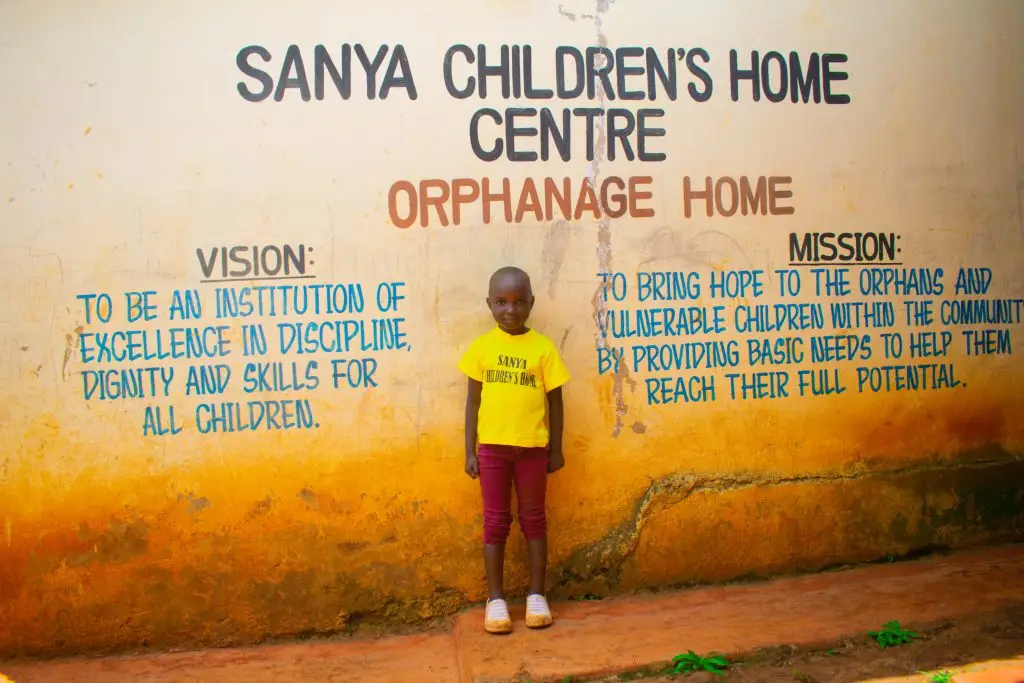 SANYA CHILDREN'S HOME
CENTRE
ORPHANAGE HOME
VISION:
TO BE AN INSTITUTION OF
EXCELLENCE IN DISCIPLINE,
DIGNITY AND SKILLS FOR
ALL CHILDREN.
MISSION:
TO BRING HOPE TO THE ORPHANS AND
VULNERABLE CHILDREN WITHIN THE COMMUNIT
BY PROVIDING BASIC NEEDS TO HELP THEM
REACH THEIR FULL POTENTIAL.
SANYA
CHILDREN'S HOME